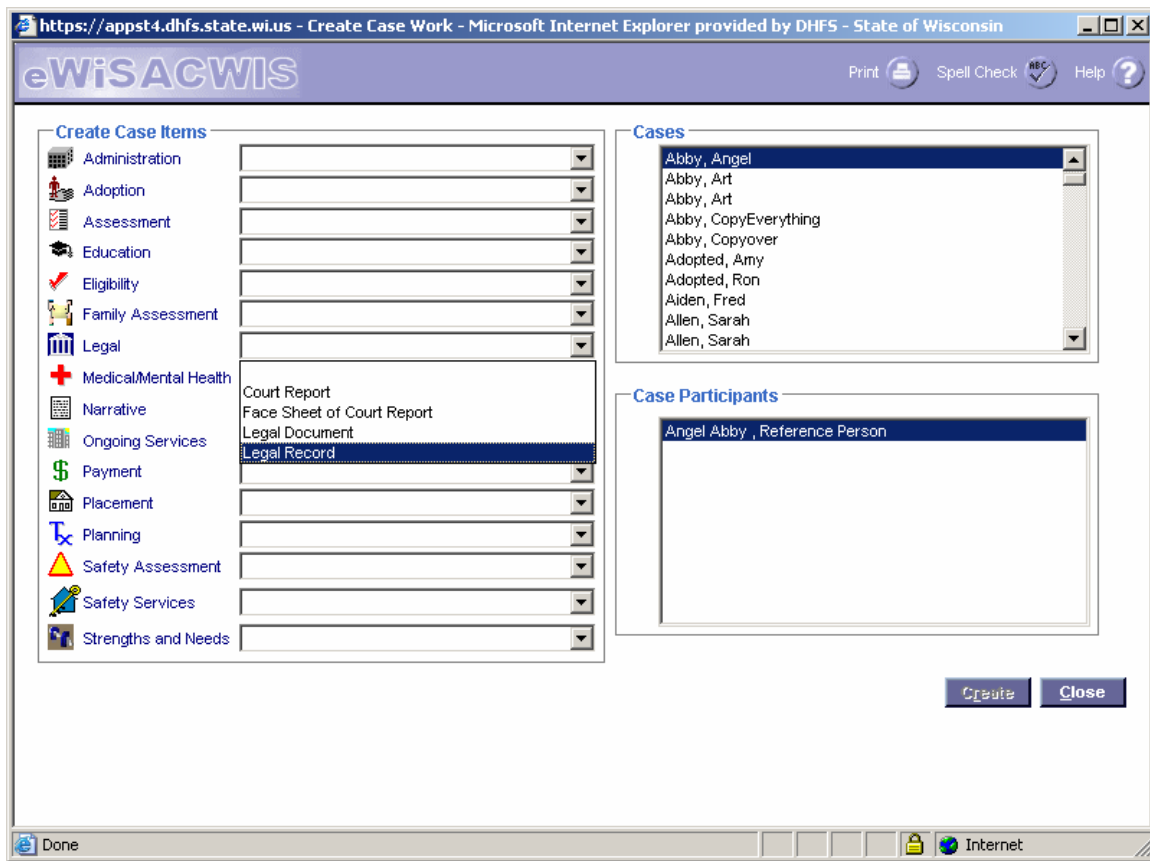 https://appst4.dhfs.state.wi.us - Create Case Work - Microsoft Internet Explorer provided by DHFS - State of Wisconsin
eWiSACWIS
Print
Spell Check
ABC
Help
?
Create Case Items
Administration
Adoption
Assessment
Education
Eligibility
Family Assessment
Legal
Court Report
Face Sheet of Court Report
Legal Document
Legal Record
Medical/Mental Health
Narrative
Ongoing Services
$ Payment
Placement
Tx Planning
Safety Assessment
Safety Services
Strengths and Needs
Cases
Abby, Angel
Abby, Art
Abby, Art
Abby, CopyEverything
Abby, Copyover
Adopted, Amy
Adopted, Ron
Aiden, Fred
Allen, Sarah
Allen, Sarah
Case Participants
Angel Abby , Reference Person
Create
Close
Done
Internet